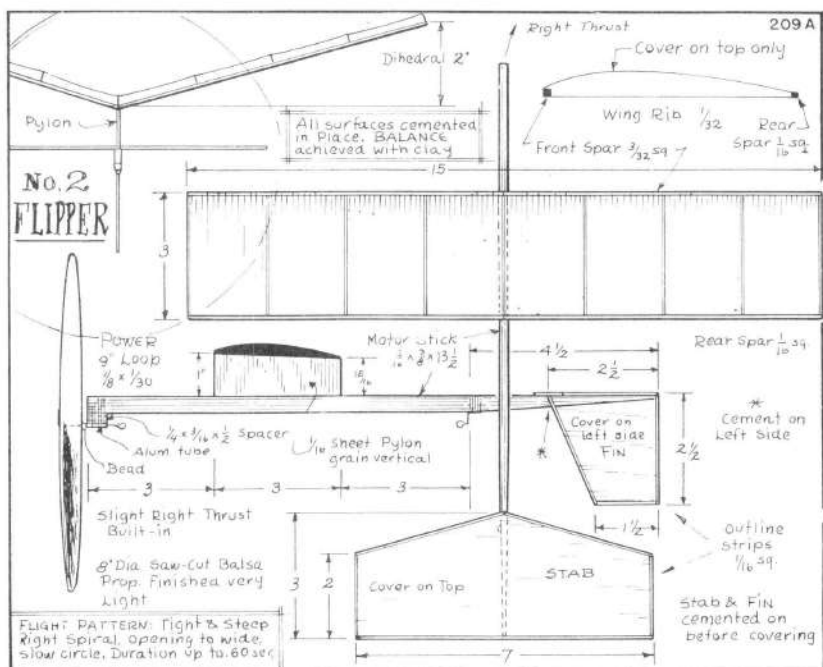 209A
Right Thrust
Cover on top only
Dihedral 2"
Pylon
Wing Rib 1/32
Rear
Spar 1/16 sq
Front Spar 3/32 sq
All surfaces cemented
in Place. BALANCE
achieved with clay
15
No. 2
FLIPPER
3
POWER
9" Loop
1/8 x 1/30
1"
15/16
Motor Stick
x 13 1/2
4 1/2
2 1/2
Rear Spar 1/16 sq
*
Cement on
Left Side
Cover on
left side
FIN
2 1/2
*
1/4 x 3/16 x 1/2 Spacer
Alum tube
Bead
1/16 Sheet Pylon
grain vertical
3
3
3
1 1/2
Slight Right Thrust
Built-in
8" Dia Saw-Cut Balsa
Prop. Finished very
Light
3
2
Cover on Top
STAB
Outline
Strips
1/16 sq.
Stab & FIN
cemented on
before covering
7
FLIGHT PATTERN: Tight & Steep
Right Spiral, opening to wide,
slow circle. Duration up to 60 sec